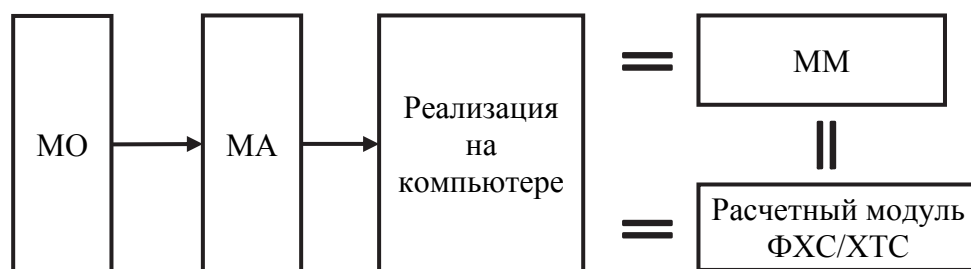 МО
МА
Реализация
на
компьютере
ММ
Расчетный модуль
ФХС/ХТС